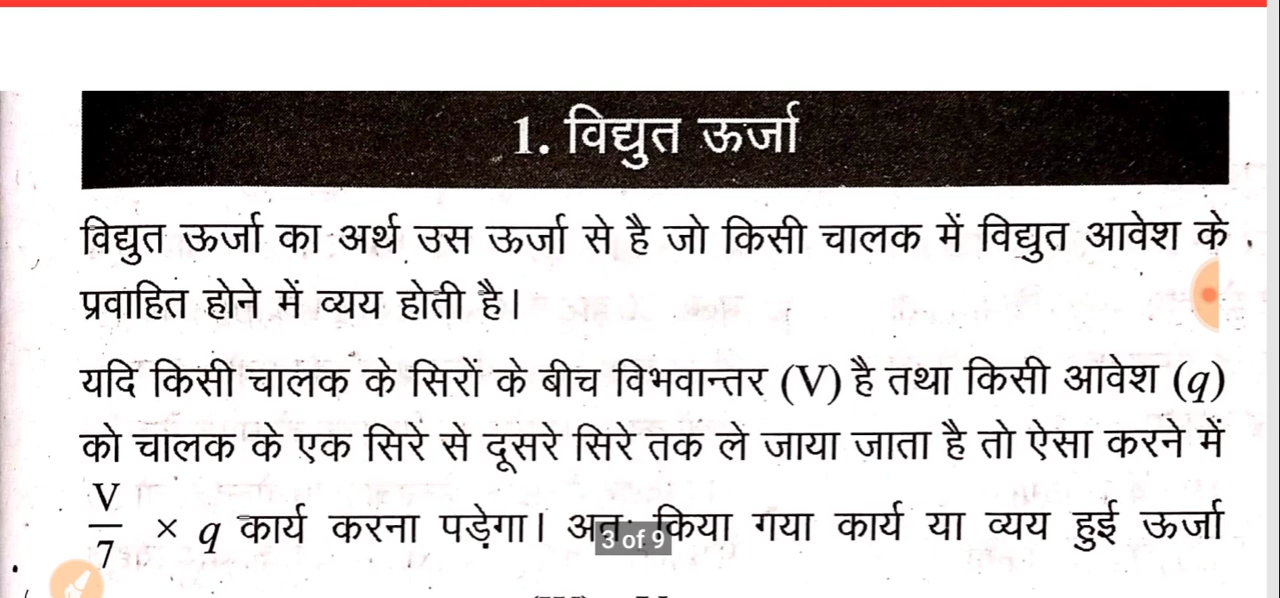 1. विद्युत ऊर्जा
विद्युत ऊर्जा का अर्थ उस ऊर्जा से है जो किसी चालक में विद्युत आवेश के
प्रवाहित होने में व्यय होती है।
यदि किसी चालक के सिरों के बीच विभवान्तर (V) है तथा किसी आवेश (q)
को चालक के एक सिरे से दूसरे सिरे तक ले जाया जाता है तो ऐसा करने में
V/7 × q कार्य करना पड़ेगा। अतः किया गया कार्य या व्यय हुई ऊर्जा
3 of 9